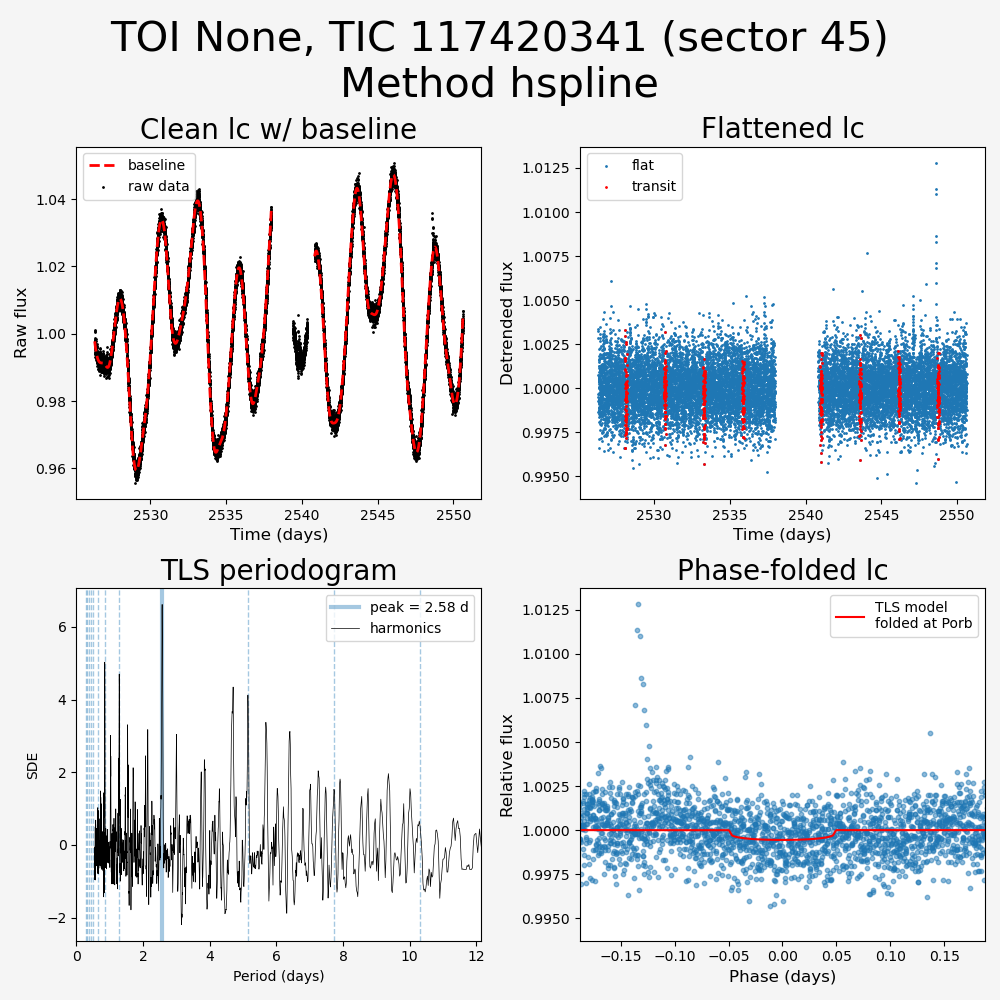 TOI None, TIC 117420341 (sector 45)
Method hspline
Clean lc w/ baseline
baseline
raw data
Raw flux
1.04
1.02
1.00
0.98
0.96
2530
2535
2540
2545
2550
Time (days)
Flattened lc
flat
transit
Detrended flux
1.0125
1.0100
1.0075
1.0050
1.0025
1.0000
0.9975
0.9950
2530
2535
2540
2545
2550
Time (days)
TLS periodogram
peak = 2.58 d
harmonics
SDE
6
4
2
0
−2
0
2
4
6
8
10
12
Period (days)
Phase-folded lc
TLS model
folded at Porb
Relative flux
1.0125
1.0100
1.0075
1.0050
1.0025
1.0000
0.9975
0.9950
−0.15
−0.10
−0.05
0.00
0.05
0.10
0.15
Phase (days)